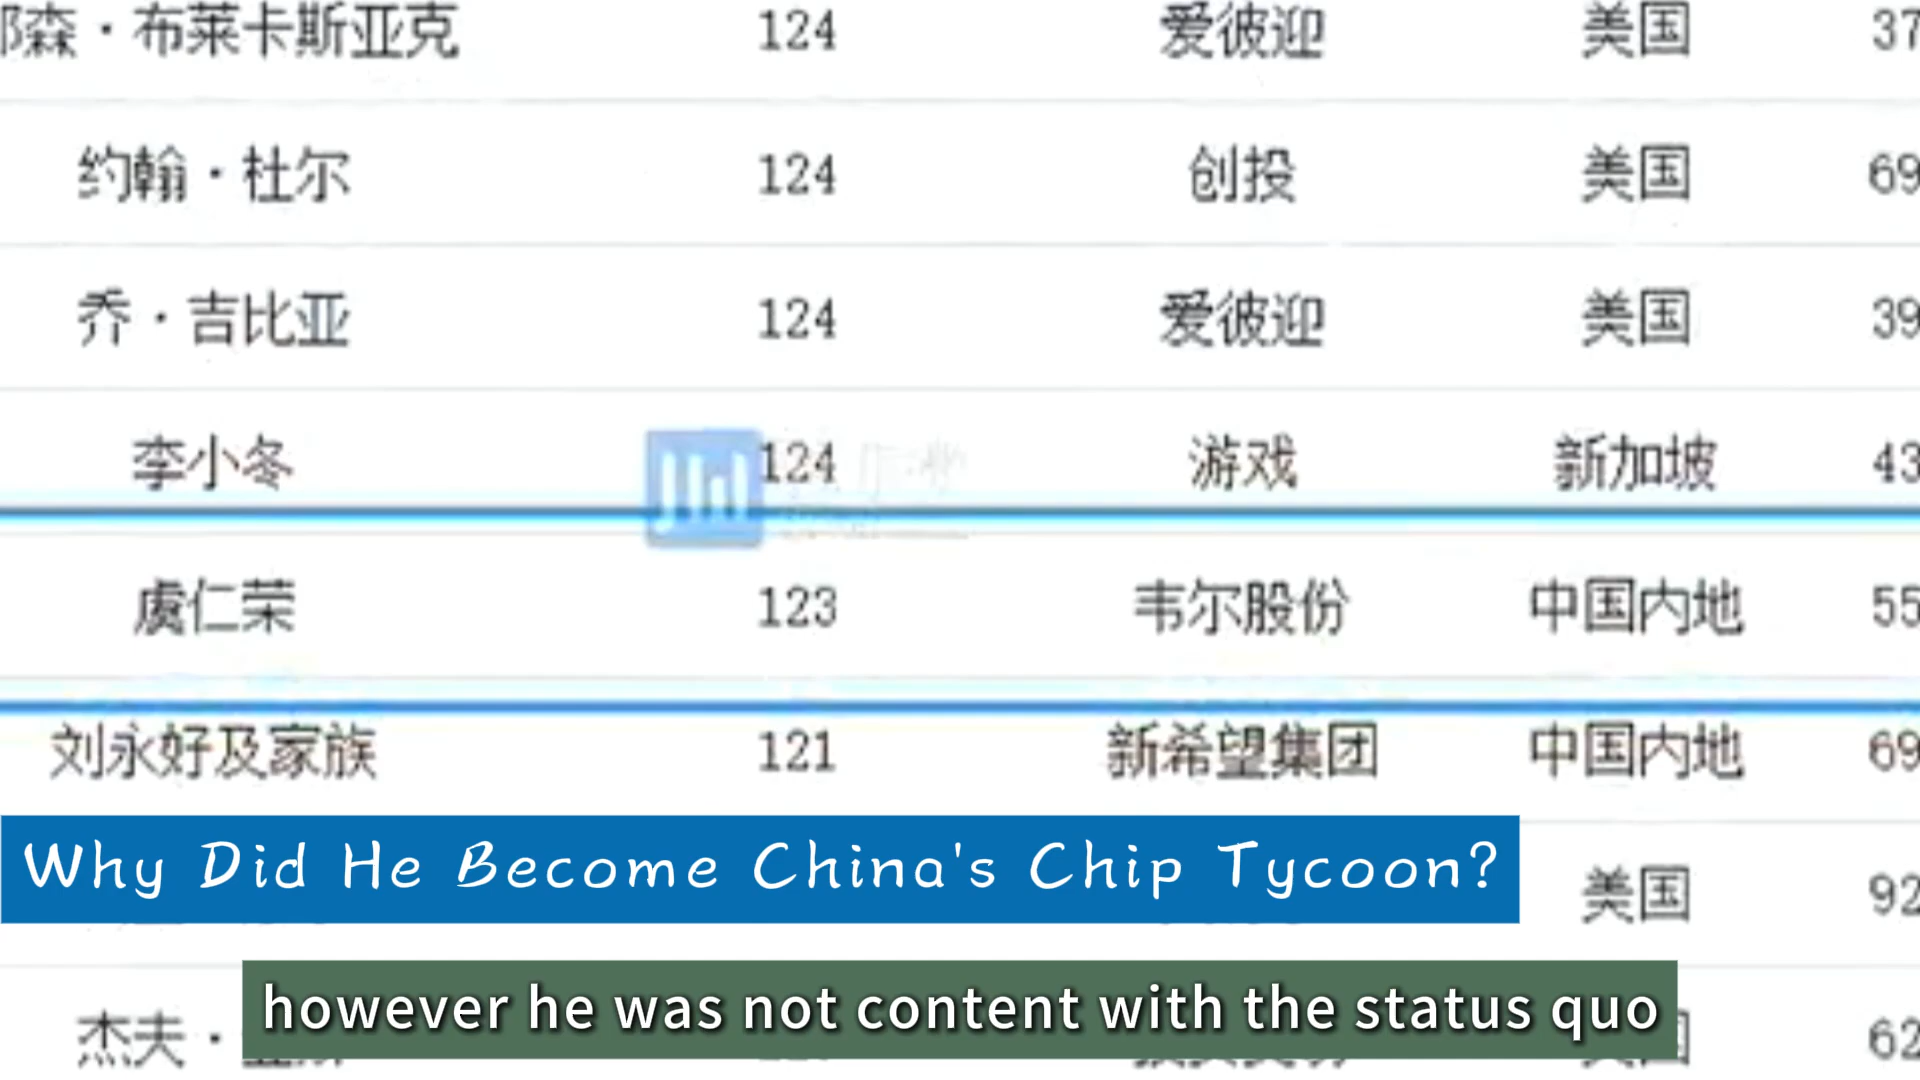 森·布莱卡斯亚克 124 爱彼迎 美国 37
约翰·杜尔 124 创投 美国 69
乔·吉比亚 124 爱彼迎 美国 39
李小冬 124 游戏 新加坡 43
虞仁荣 123 韦尔股份 中国内地 55
刘永好及家族 121 新希望集团 中国内地 69
Why Did He Become China's Chip Tycoon?
美国 92
however he was not content with the status quo
杰夫· 62